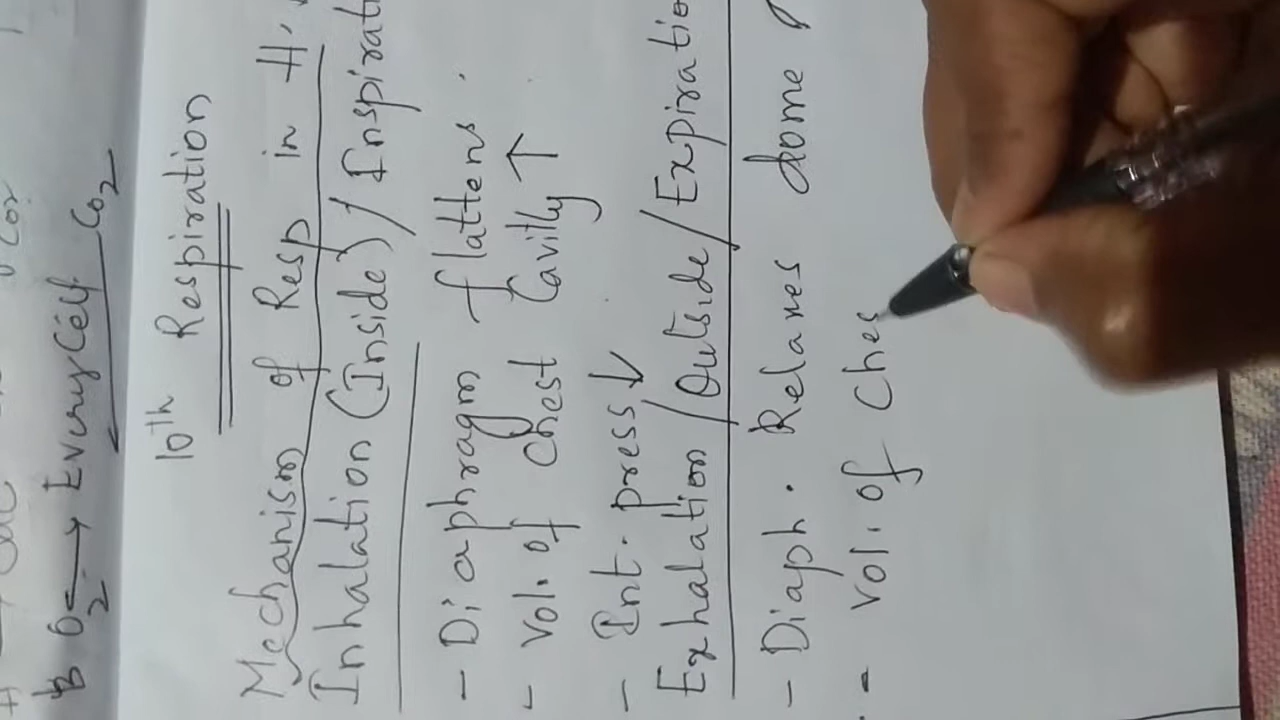 O₂ → Every Cell CO₂
10th Respiration
Mechanism of Resp in H.
Inhalation (Inside) / Inspirati
- Diaphragm flattens.
- Vol. of Chest Cavity ↑
- Int. press ↓
Exhalation / Outside / Expiratio
- Diaph. Relaxes dome
- Vol. of Ches